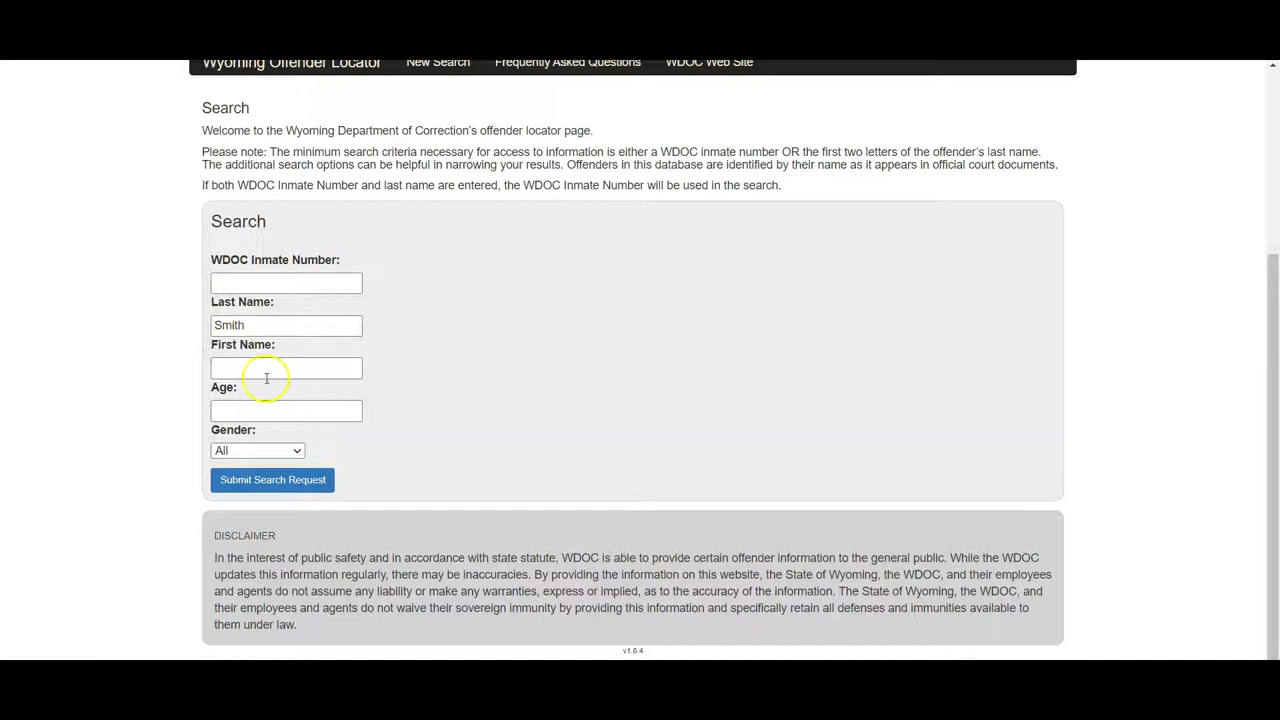 Wyoming Offender Locator New Search Frequently Asked Questions WDOC Web Site
Search
Welcome to the Wyoming Department of Correction's offender locator page.
Please note: The minimum search criteria necessary for access to information is either a WDOC inmate number OR the first two letters of the offender's last name.
The additional search options can be helpful in narrowing your results. Offenders in this database are identified by their name as it appears in official court documents.
If both WDOC Inmate Number and last name are entered, the WDOC Inmate Number will be used in the search.
Search
WDOC Inmate Number:
Last Name:
Smith
First Name:
Age:
Gender:
All
Submit Search Request
DISCLAIMER
In the interest of public safety and in accordance with state statute, WDOC is able to provide certain offender information to the general public. While the WDOC
updates this information regularly, there may be inaccuracies. By providing the information on this website, the State of Wyoming, the WDOC, and their employees
and agents do not assume any liability or make any warranties, express or implied, as to the accuracy of the information. The State of Wyoming, the WDOC, and
their employees and agents do not waive their sovereign immunity by providing this information and specifically retain all defenses and immunities available to
them under law.
v1.0.4